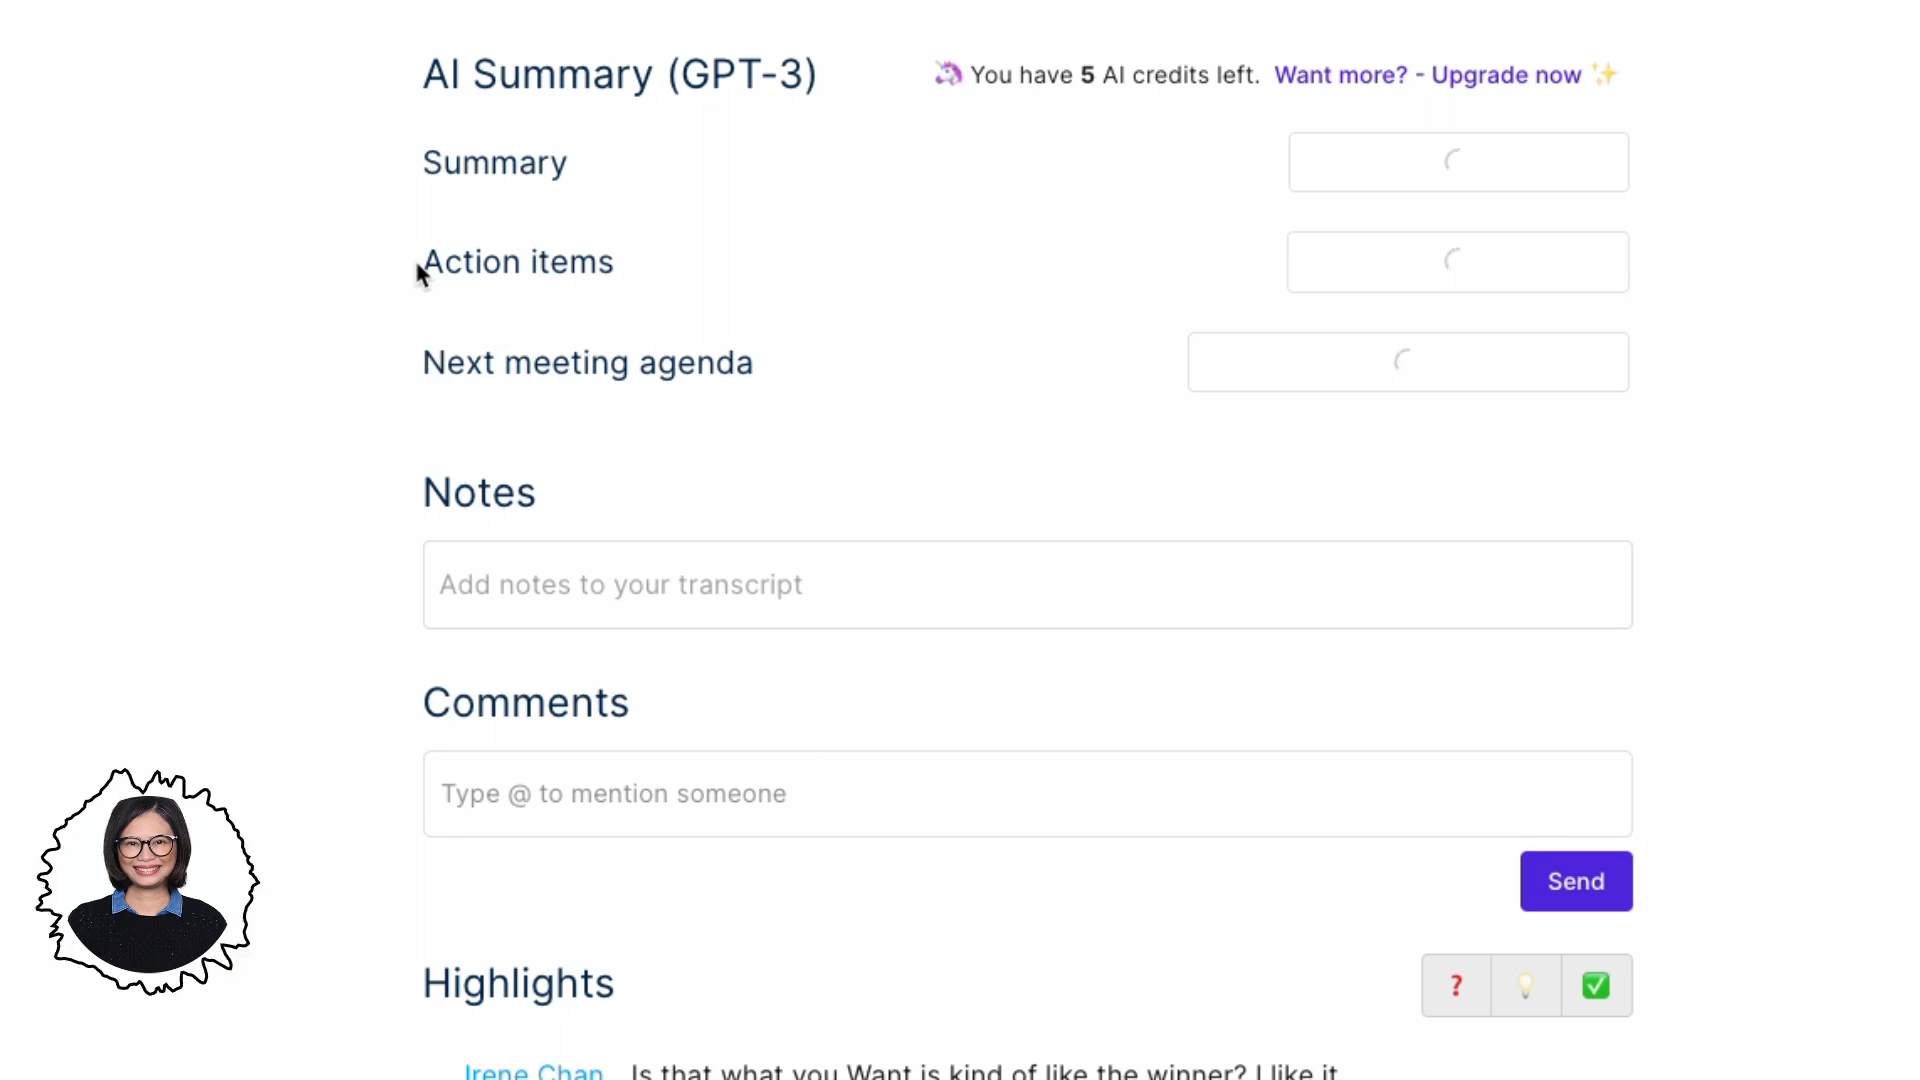 AI Summary (GPT-3)
🦄 You have 5 AI credits left. Want more? - Upgrade now ✨
Summary
Action items
Next meeting agenda
Notes
Add notes to your transcript
Comments
Type @ to mention someone
Send
Highlights
❓ 💡 ✅
Irene Chan Is that what you Want is kind of like the winner? I like it